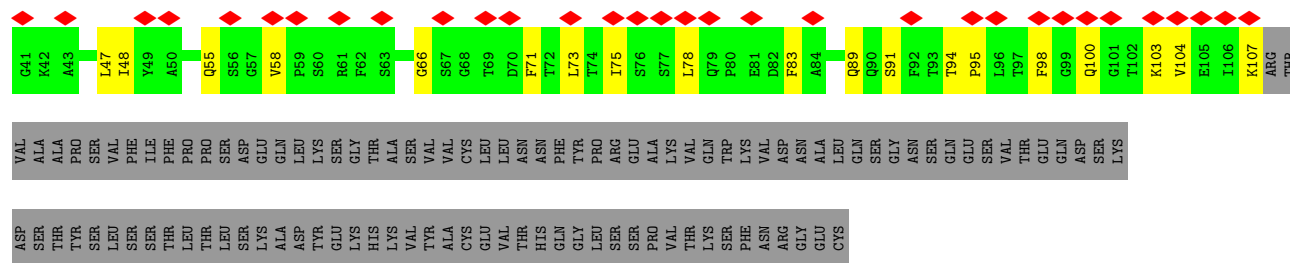 G41 K42 A43 L47 I48 Y49 A50 Q55 S56 G57 V58 P59 S60 R61 F62 S63 G66 S67 G68 T69 D70 F71 T72 L73 T74 I75 S76 S77 L78 Q79 P80 E81 D82 F83 A84 Q89 Q90 S91 F92 T93 T94 P95 L96 T97 F98 G99 Q100 G101 T102 K103 V104 E105 I106 K107 ARG THR
VAL ALA ALA PRO SER VAL PHE ILE PHE PRO PRO SER ASP GLU GLN LEU LYS SER GLY THR ALA SER VAL VAL CYS LEU LEU ASN ASN PHE TYR PRO ARG GLU ALA LYS VAL GLN TRP LYS VAL ASP ASN ALA LEU GLN SER GLY ASN SER GLN GLU SER VAL THR GLU GLN ASP SER LYS
ASP SER THR TYR SER LEU SER SER THR LEU THR LEU SER LYS ALA ASP TYR GLU LYS HIS LYS VAL TYR ALA CYS GLU VAL THR HIS GLN GLY LEU SER SER PRO VAL THR LYS SER PHE ASN ARG GLY GLU CYS